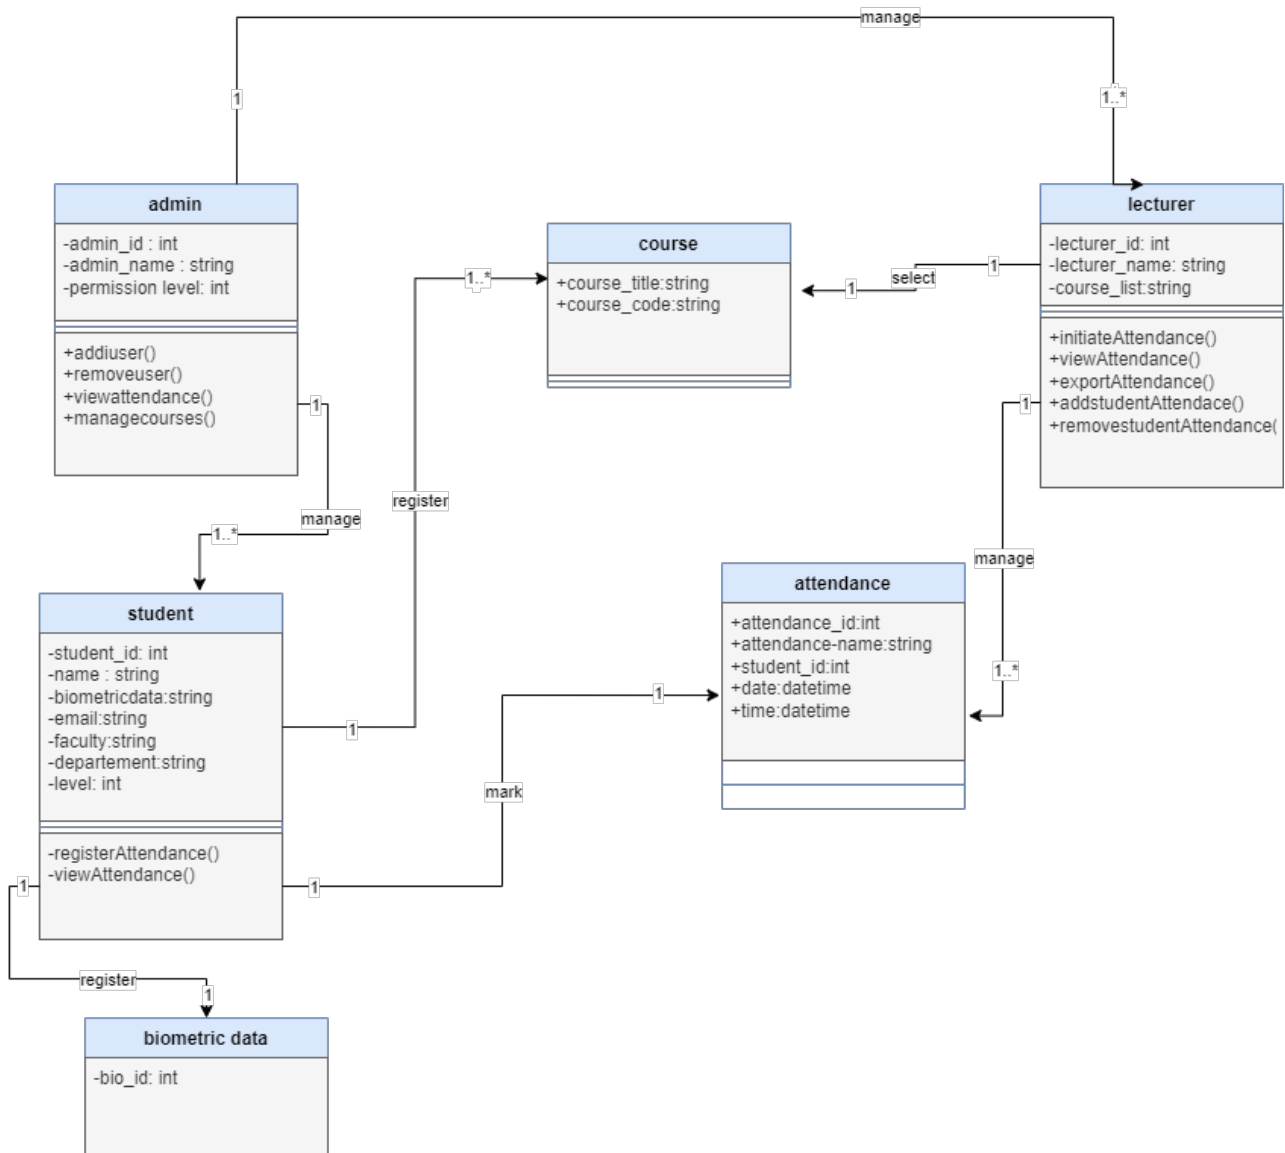 manage
1
1..*
admin
-admin_id : int
-admin_name : string
-permission level: int
+addiuser()
+removeuser()
+viewattendance()
+managecourses()
lecturer
-lecturer_id: int
-lecturer_name: string
-course_list:string
+initiateAttendance()
+viewAttendance()
+exportAttendance()
+addstudentAttendace()
+removestudentAttendance(
course
+course_title:string
+course_code:string
1..*
1
select
1
1
manage
1..*
register
1
manage
1..*
student
-student_id: int
-name : string
-biometricdata:string
-email:string
-faculty:string
-departement:string
-level: int
-registerAttendance()
-viewAttendance()
attendance
+attendance_id:int
+attendance-name:string
+student_id:int
+date:datetime
+time:datetime
1
1
mark
1
1
register
1
biometric data
-bio_id: int